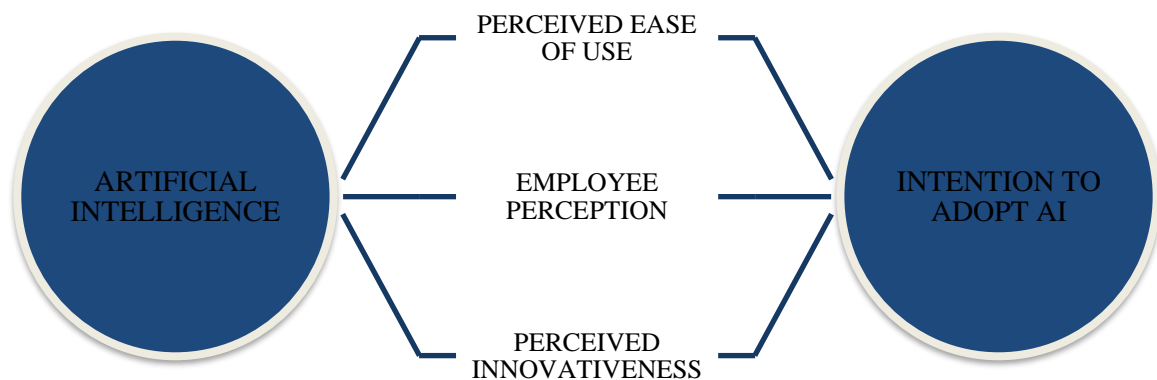 PERCEIVED EASE
OF USE
ARTIFICIAL
INTELLIGENCE
EMPLOYEE
PERCEPTION
INTENTION TO
ADOPT AI
PERCEIVED
INNOVATIVENESS